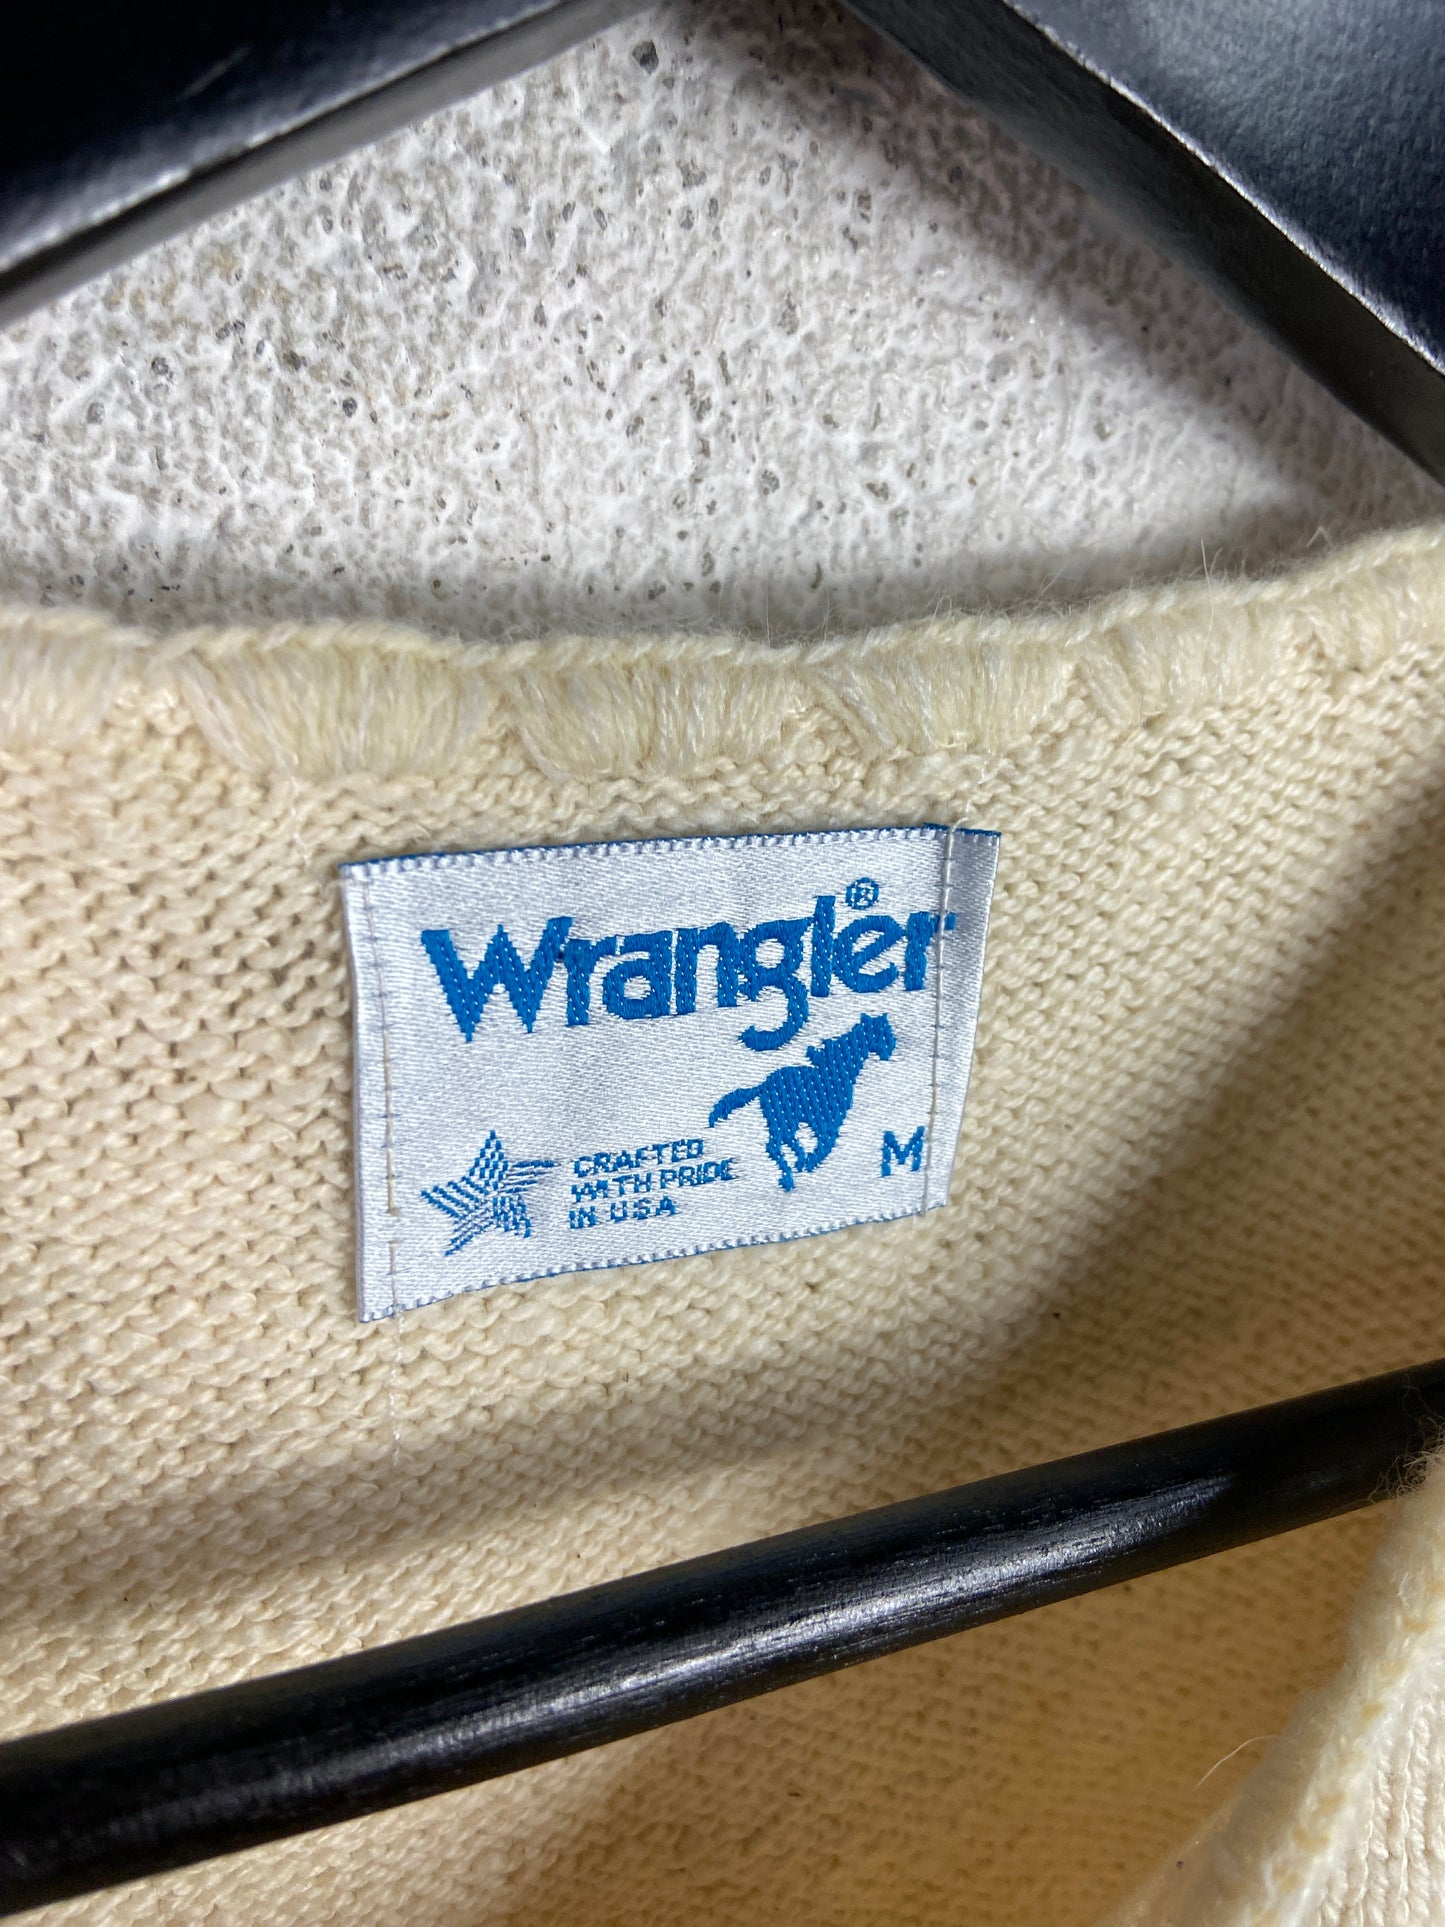 Wrangler®
CRAFTED
WITH PRIDE
IN USA
M